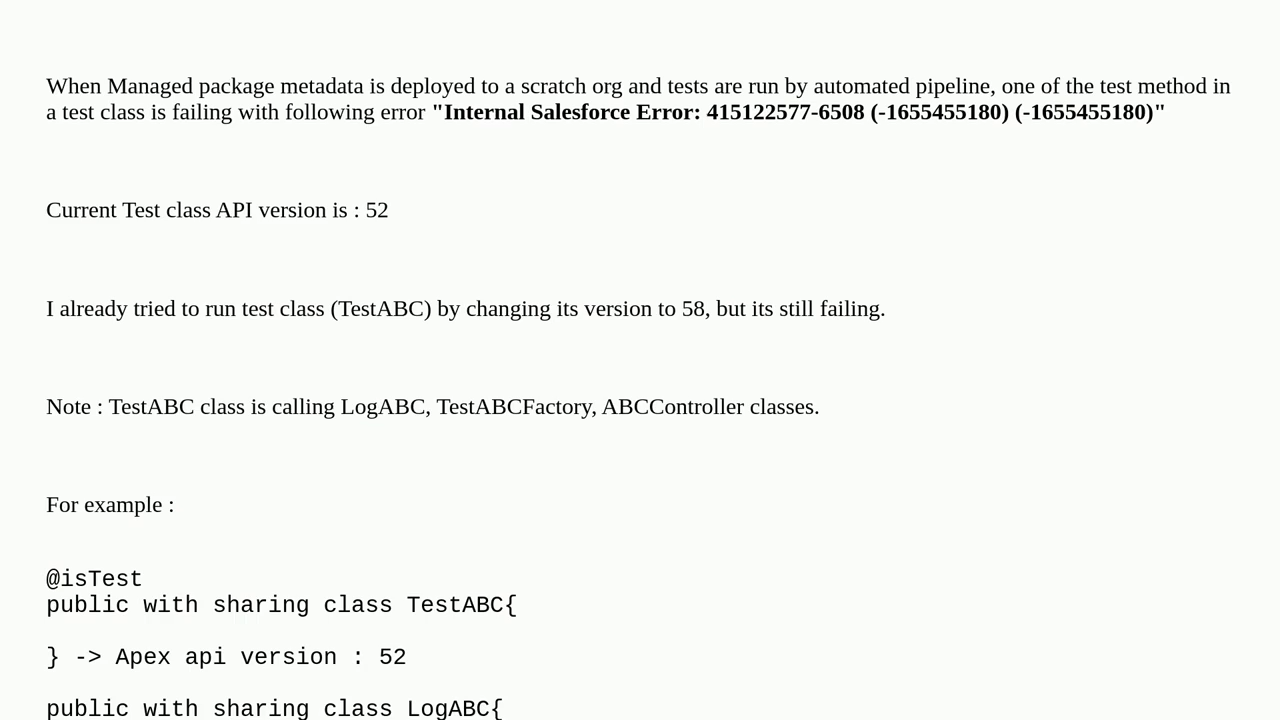 When Managed package metadata is deployed to a scratch org and tests are run by automated pipeline, one of the test method in
a test class is failing with following error "Internal Salesforce Error: 415122577-6508 (-1655455180) (-1655455180)"
Current Test class API version is : 52
I already tried to run test class (TestABC) by changing its version to 58, but its still failing.
Note : TestABC class is calling LogABC, TestABCFactory, ABCController classes.
For example :
@isTest
public with sharing class TestABC{
} -> Apex api version : 52
public with sharing class LogABC{